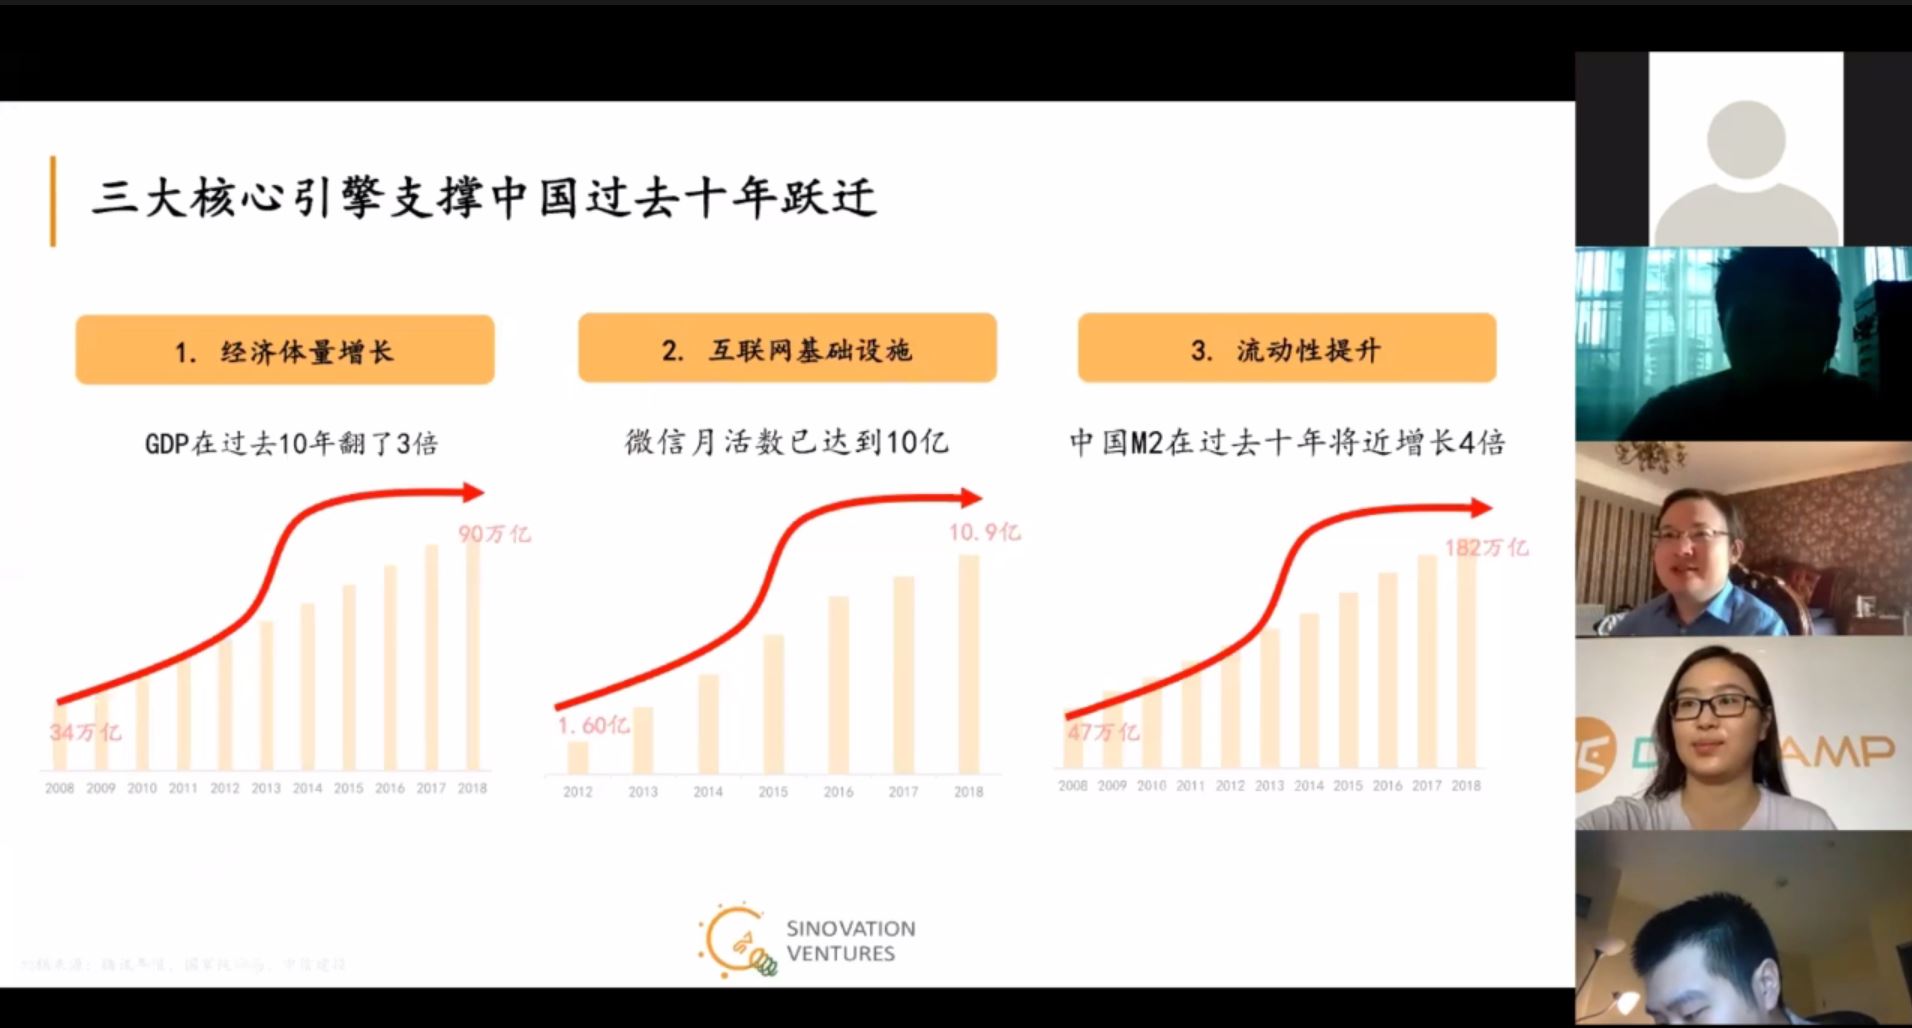 三大核心引擎支撑中国过去十年跃迁
1. 经济体量增长
GDP在过去10年翻了3倍
90万亿
34万亿
2008 2009 2010 2011 2012 2013 2014 2015 2016 2017 2018
2. 互联网基础设施
微信月活数已达到10亿
10.9亿
1.60亿
2012 2013 2014 2015 2016 2017 2018
3. 流动性提升
中国M2在过去十年将近增长4倍
182万亿
47万亿
2008 2009 2010 2011 2012 2013 2014 2015 2016 2017 2018
SINOVATION
VENTURES
AMP